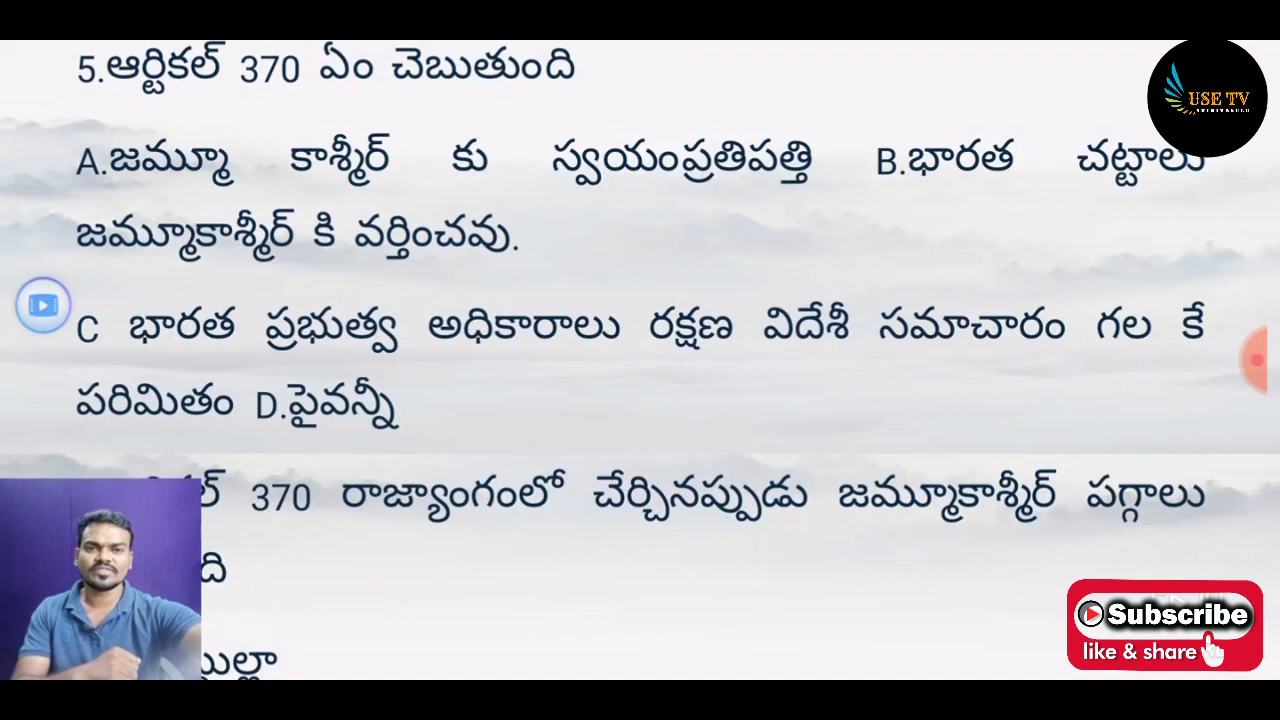 USE TV
5.ఆర్టికల్ 370 ఏం చెబుతుంది
A.జమ్మూ కాశ్మీర్ కు స్వయంప్రతిపత్తి B.భారత చట్టాలు
జమ్మూకాశ్మీర్ కి వర్తించవు.
C భారత ప్రభుత్వ అధికారాలు రక్షణ విదేశీ సమాచారం గల కే
పరిమితం D.పైవన్నీ
370 రాజ్యాంగంలో చేర్చినప్పుడు జమ్మూకాశ్మీర్ పగ్గాలు
Subscribe
like & share